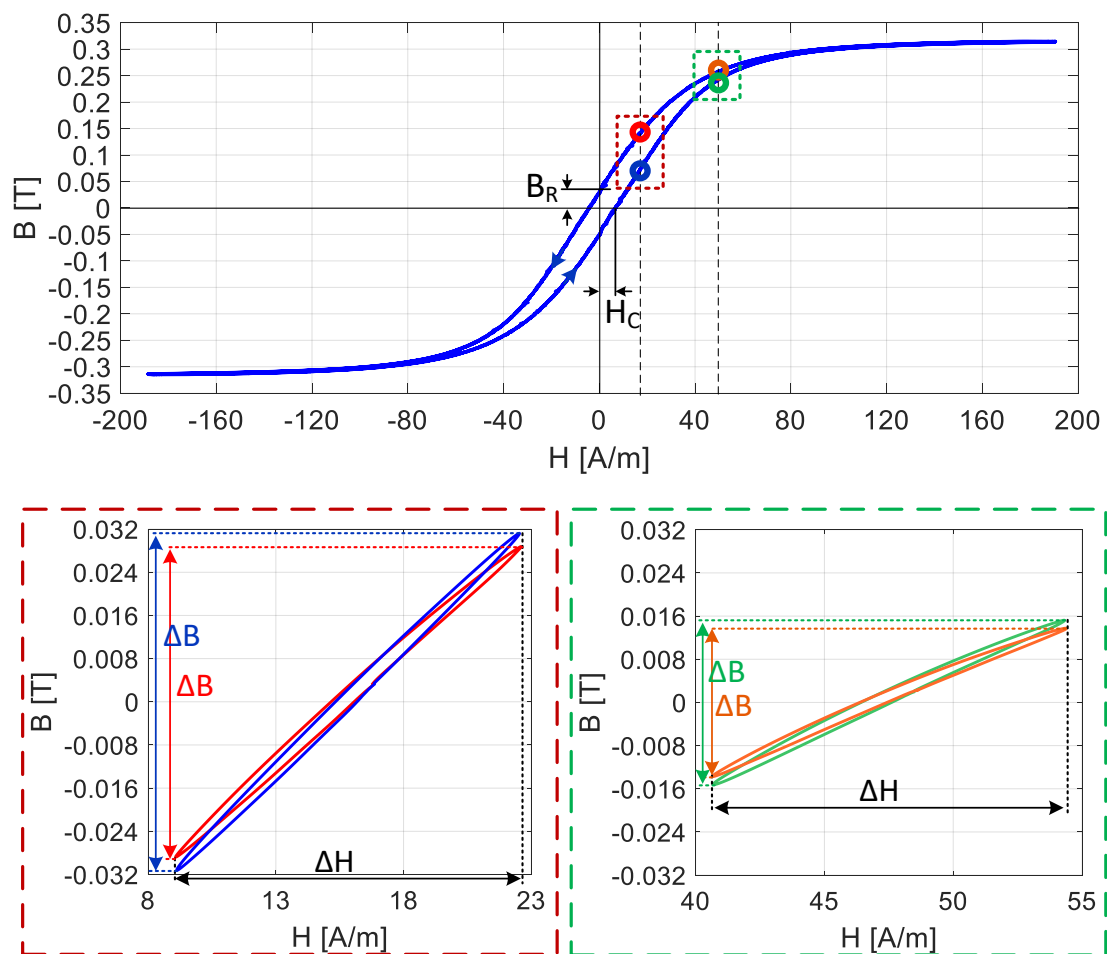 0.35
0.3
0.25
0.2
0.15
0.1
0.05
0
-0.05
-0.1
0.15
-0.2
-0.25
-0.3
-0.35
B [T]
B_R
H_C
-200 -160 -120 -80 -40 0 40 80 120 160 200
H [A/m]
0.032
0.024
0.016
0.008
0
-0.008
-0.016
-0.024
-0.032
B [T]
ΔB
ΔB
ΔH
8 13 18 23
H [A/m]
0.032
0.024
0.016
0.008
0
-0.008
-0.016
-0.024
-0.032
B [T]
ΔB
ΔB
ΔH
40 45 50 55
H [A/m]